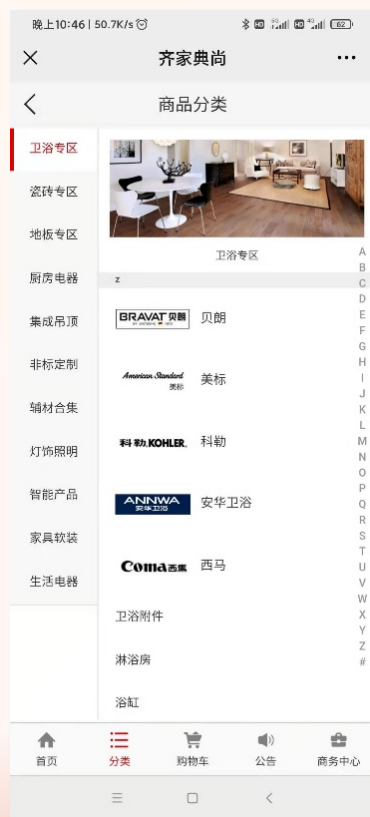 晚上10:46 | 50.7K/s
62
齐家典尚
商品分类
卫浴专区
瓷砖专区
地板专区
厨房电器
集成吊顶
非标定制
辅材合集
灯饰照明
智能产品
家具软装
生活电器
卫浴专区
z
BRAVAT 贝朗
贝朗
American Standard
美标
美标
科勒.KOHLER.
科勒
ANNWA
安华卫浴
安华卫浴
Coma西集
西马
卫浴附件
淋浴房
浴缸
A
B
C
D
E
F
G
H
I
J
K
L
M
N
O
P
Q
R
S
T
U
V
W
X
Y
Z
#
首页
分类
购物车
公告
商务中心